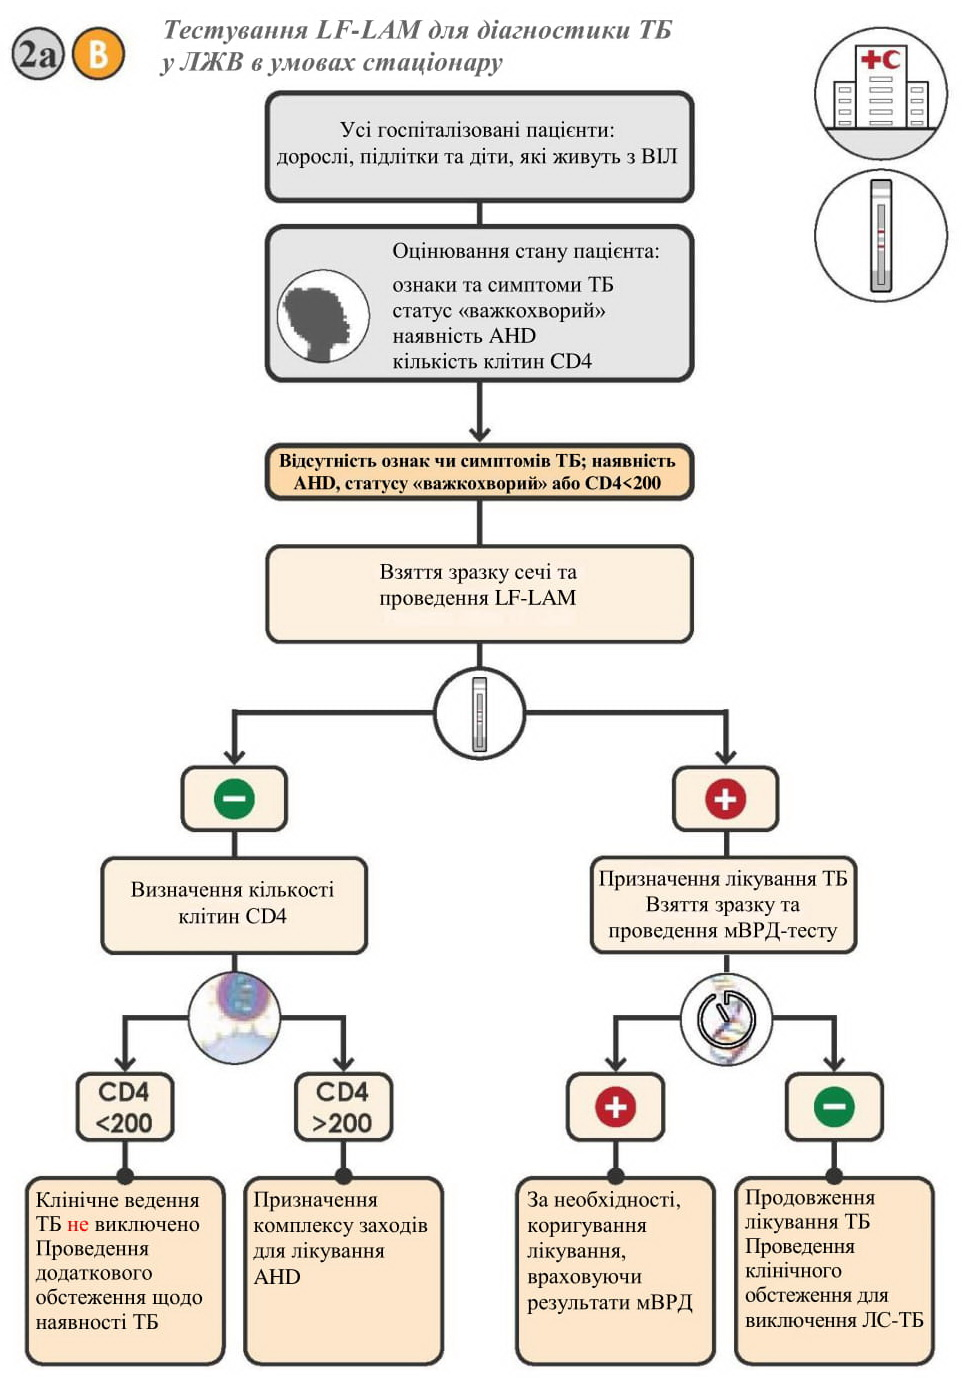 2a B
Тестування LF-LAM для діагностики ТБ
у ЛЖВ в умовах стаціонару
+C
Усі госпіталізовані пацієнти:
дорослі, підлітки та діти, які живуть з ВІЛ
Оцінювання стану пацієнта:
ознаки та симптоми ТБ
статус «важкохворий»
наявність AHD
кількість клітин CD4
Відсутність ознак чи симптомів ТБ; наявність
AHD, статусу «важкохворий» або CD4<200
Взяття зразку сечі та
проведення LF-LAM
−
+
Визначення кількості
клітин CD4
Призначення лікування ТБ
Взяття зразку та
проведення мВРД-тесту
CD4
<200
CD4
>200
+
−
Клінічне ведення
ТБ не виключено
Проведення
додаткового
обстеження щодо
наявності ТБ
Призначення
комплексу заходів
для лікування
AHD
За необхідності,
коригування
лікування,
враховуючи
результати мВРД
Продовження
лікування ТБ
Проведення
клінічного
обстеження для
виключення ЛС-ТБ